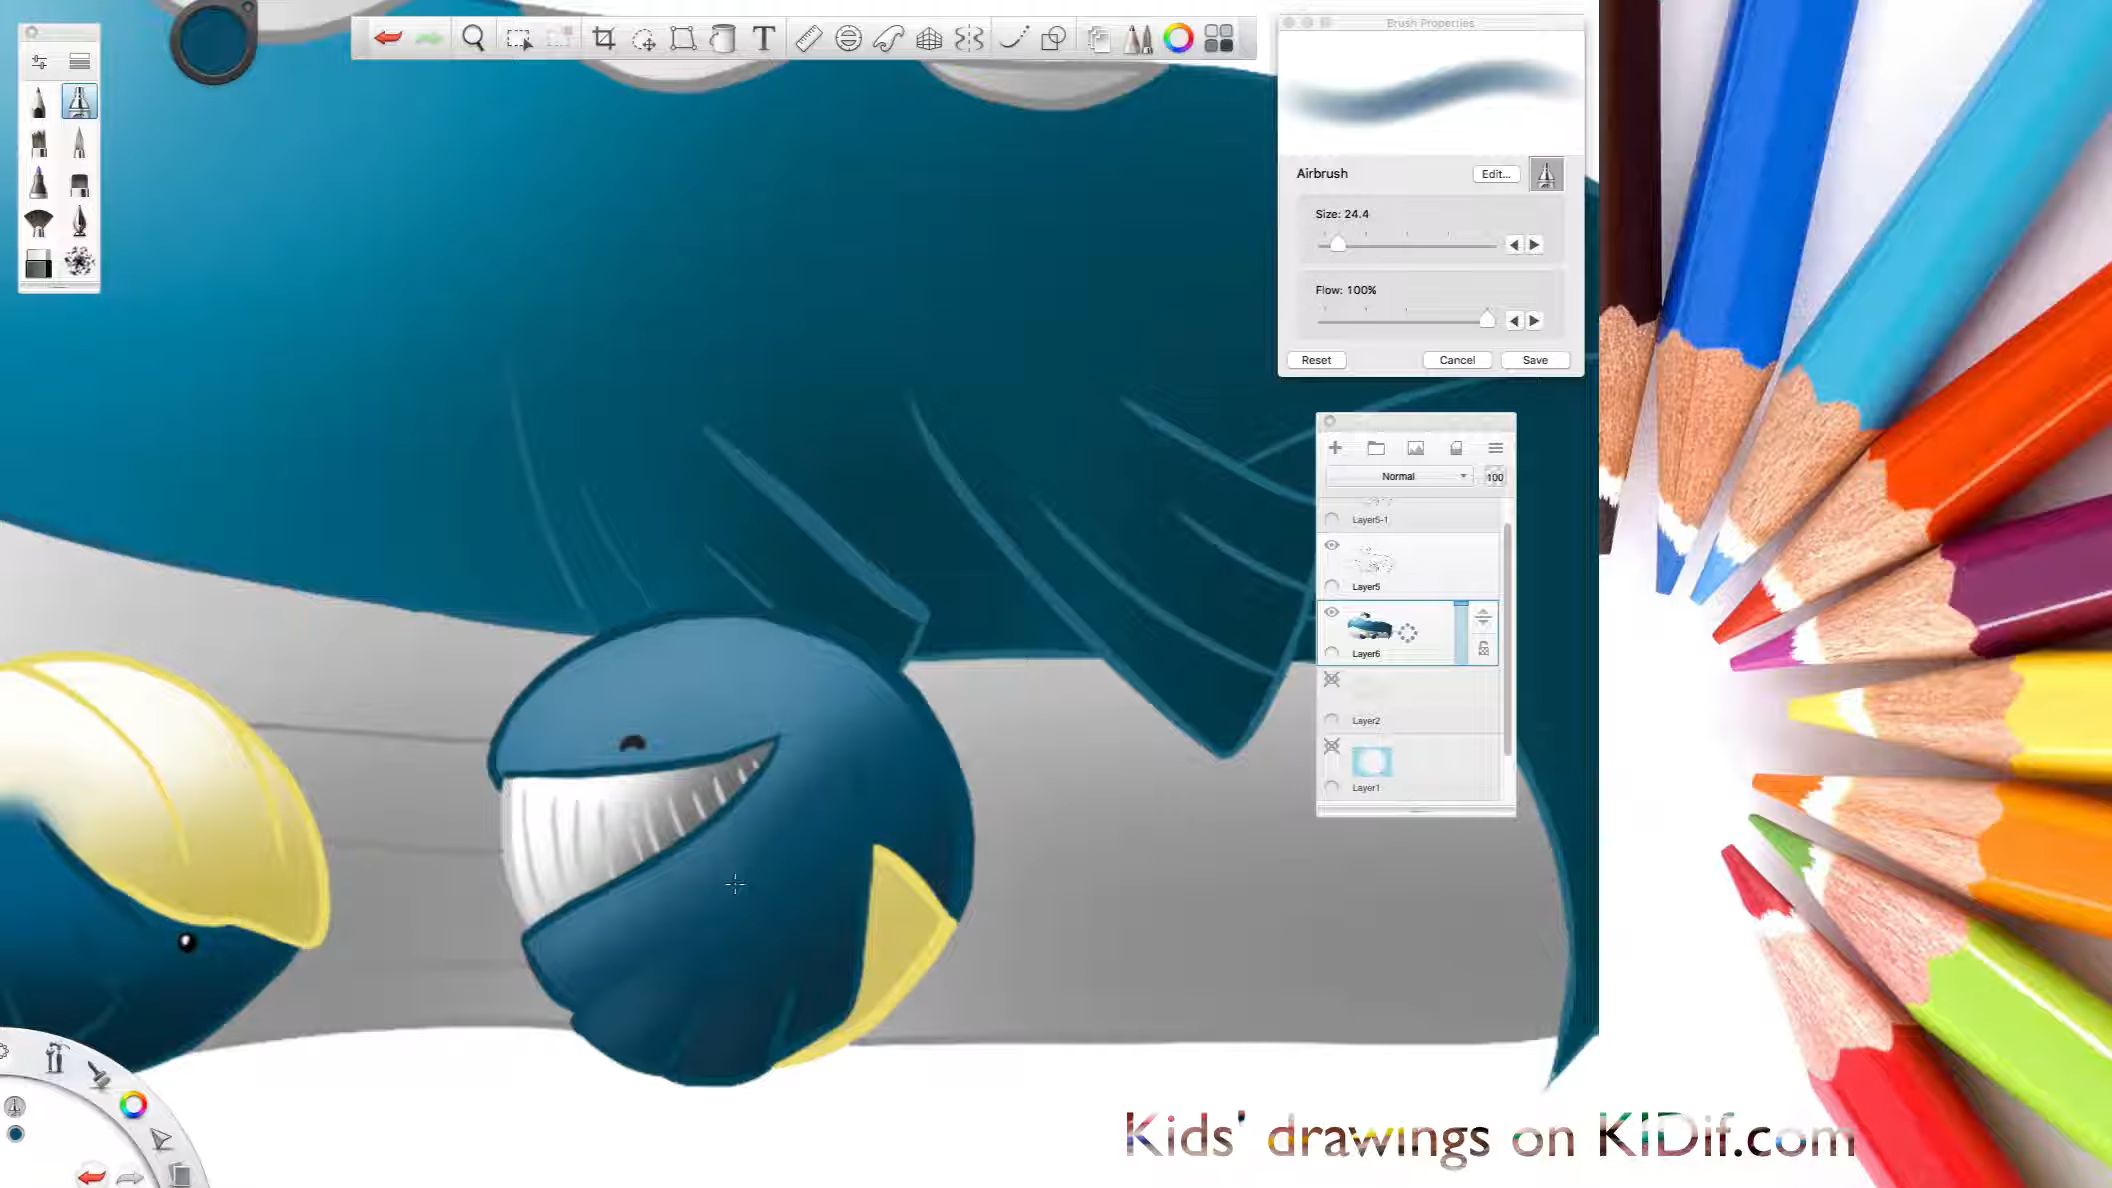 T
Brush Properties
Airbrush
Edit...
Size: 24.4
Flow: 100%
Reset
Cancel
Save
Normal
100
Layer5-1
Layer5
Layer6
Layer2
Layer1
Kids' drawings on KIDif.com